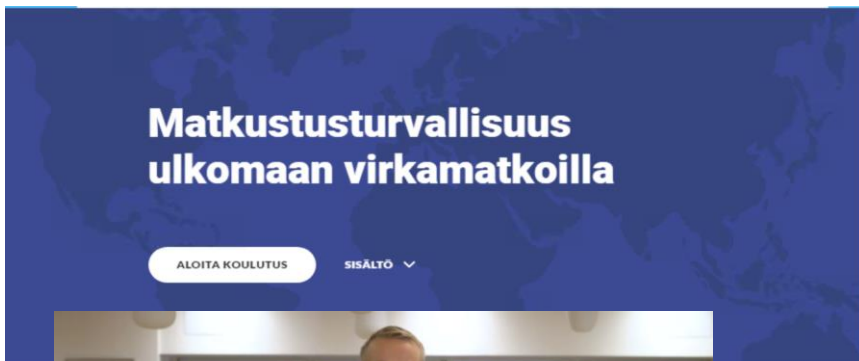 Matkustusturvallisuus
ulkomaan virkamatkoilla
ALOITA KOULUTUS SISÄLTÖ